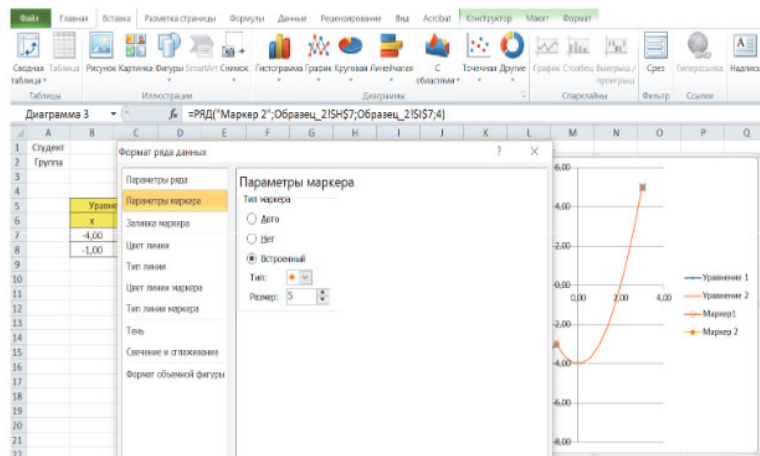 Файл Главная Вставка Разметка страницы Формулы Данные Рецензирование Вид Acrobat Конструктор Макет Формат
Сводная Таблица Рисунок Картинка Фигуры SmartArt Снимок Гистограмма График Круговая Линейчатая С Точечная Другие График Столбец Выигрыш / Срез Гиперссылка Надпись
таблица областями проигрыш
Таблицы Иллюстрации Диаграммы Спарклайны Фильтр Ссылки
Диаграмма 3 fx =РЯД("Маркер 2";Образец_2!$H$7;Образец_2!$I$7;4)
A B C D E F G H I J K L M N O P Q
1 Студент
2 Группа
3
4
5 Уравне
6 x
7 -4,00
8 -1,00
9
10
11
12
13
14
15
16
17
18
19
20
21
22
Формат ряда данных ? ×
Параметры ряда
Параметры маркера
Заливка маркера
Цвет линии
Тип линии
Цвет линии маркера
Тип линии маркера
Тень
Свечение и сглаживание
Формат объемной фигуры
Параметры маркера
Тип маркера
Авто
Нет
Встроенный
Тип:
Размер: 5
6,00
4,00
2,00
0,00
0,00 2,00 4,00
-2,00
-4,00
-6,00
-8,00
Уравнение 1
Уравнение 2
Маркер1
Маркер 2